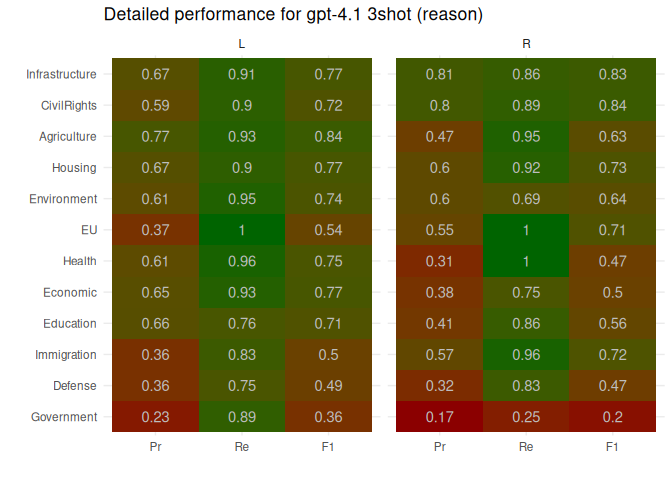 Detailed performance for gpt-4.1 3shot (reason)
L R
Infrastructure 0.67 0.91 0.77 0.81 0.86 0.83
CivilRights 0.59 0.9 0.72 0.8 0.89 0.84
Agriculture 0.77 0.93 0.84 0.47 0.95 0.63
Housing 0.67 0.9 0.77 0.6 0.92 0.73
Environment 0.61 0.95 0.74 0.6 0.69 0.64
EU 0.37 1 0.54 0.55 1 0.71
Health 0.61 0.96 0.75 0.31 1 0.47
Economic 0.65 0.93 0.77 0.38 0.75 0.5
Education 0.66 0.76 0.71 0.41 0.86 0.56
Immigration 0.36 0.83 0.5 0.57 0.96 0.72
Defense 0.36 0.75 0.49 0.32 0.83 0.47
Government 0.23 0.89 0.36 0.17 0.25 0.2
Pr Re F1 Pr Re F1